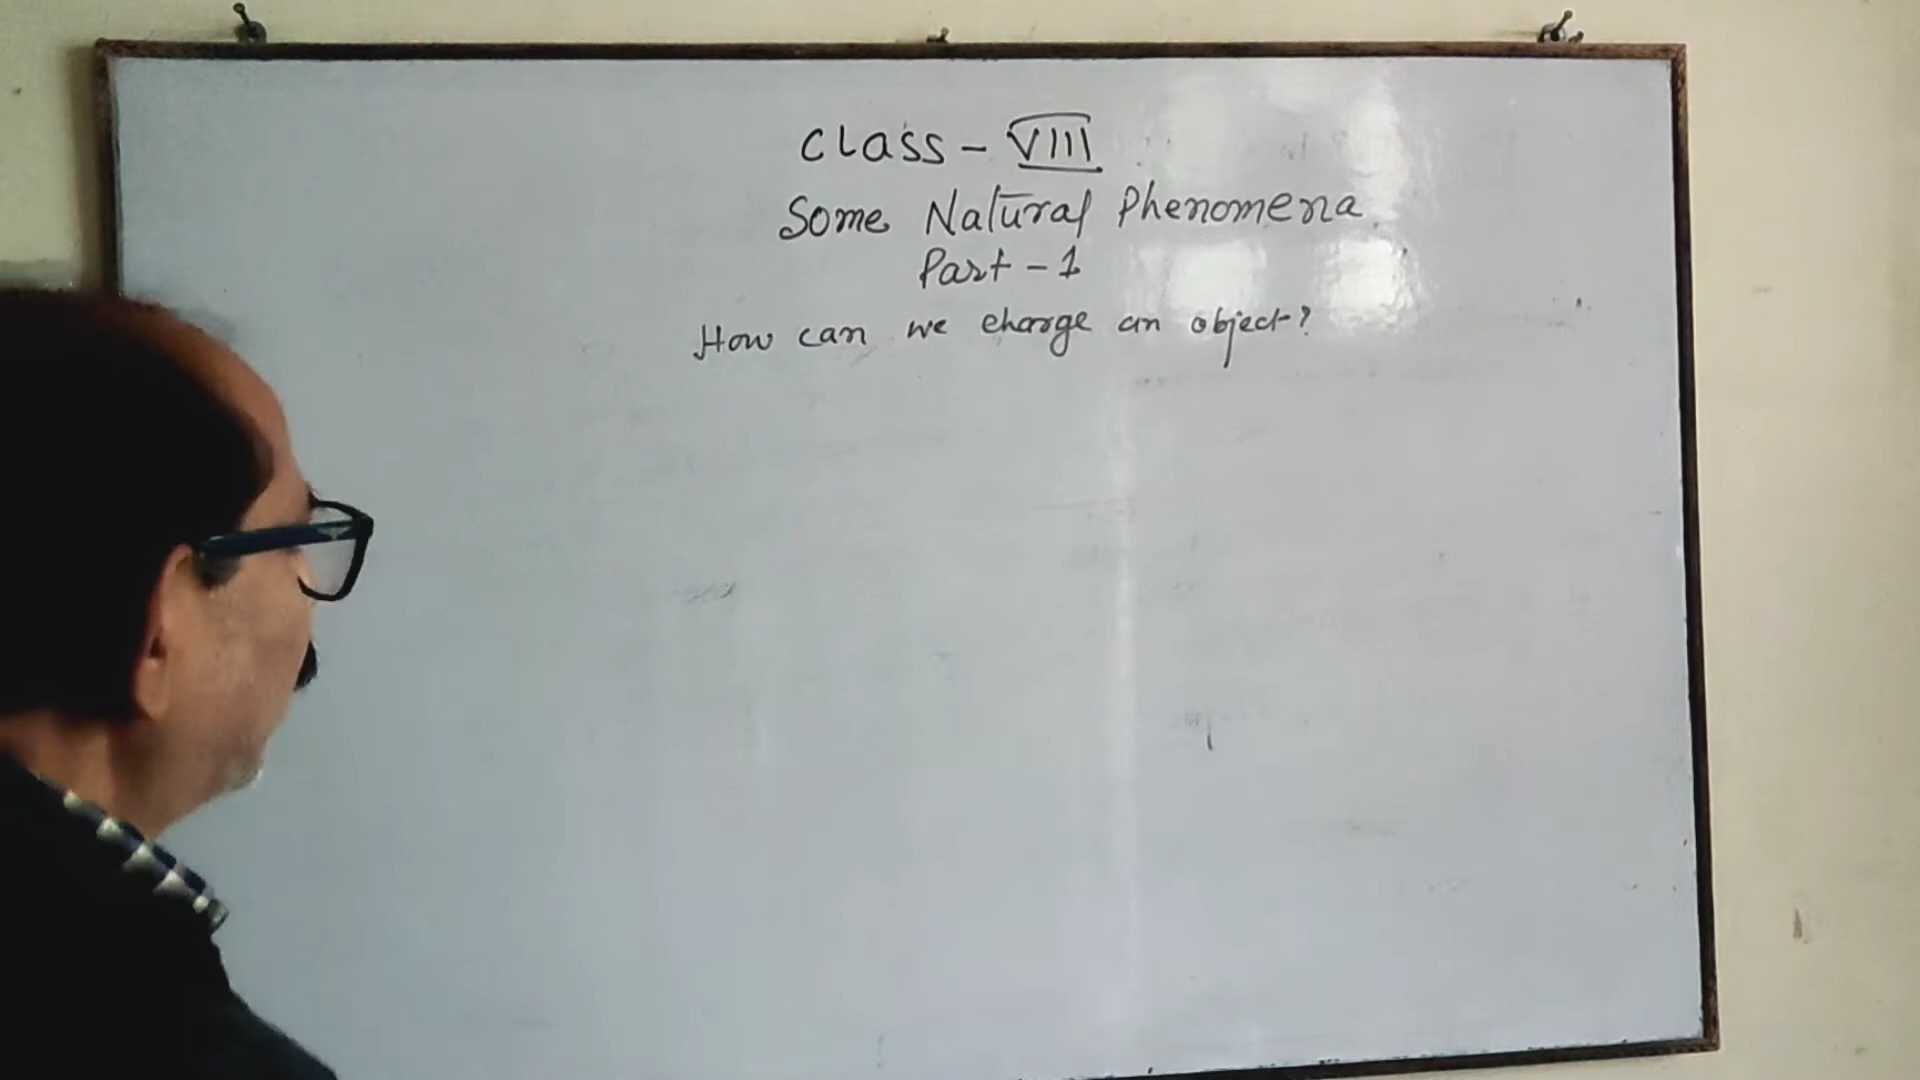 Class - VIII
Some Natural Phenomena
Part - 1
How can we charge an object?